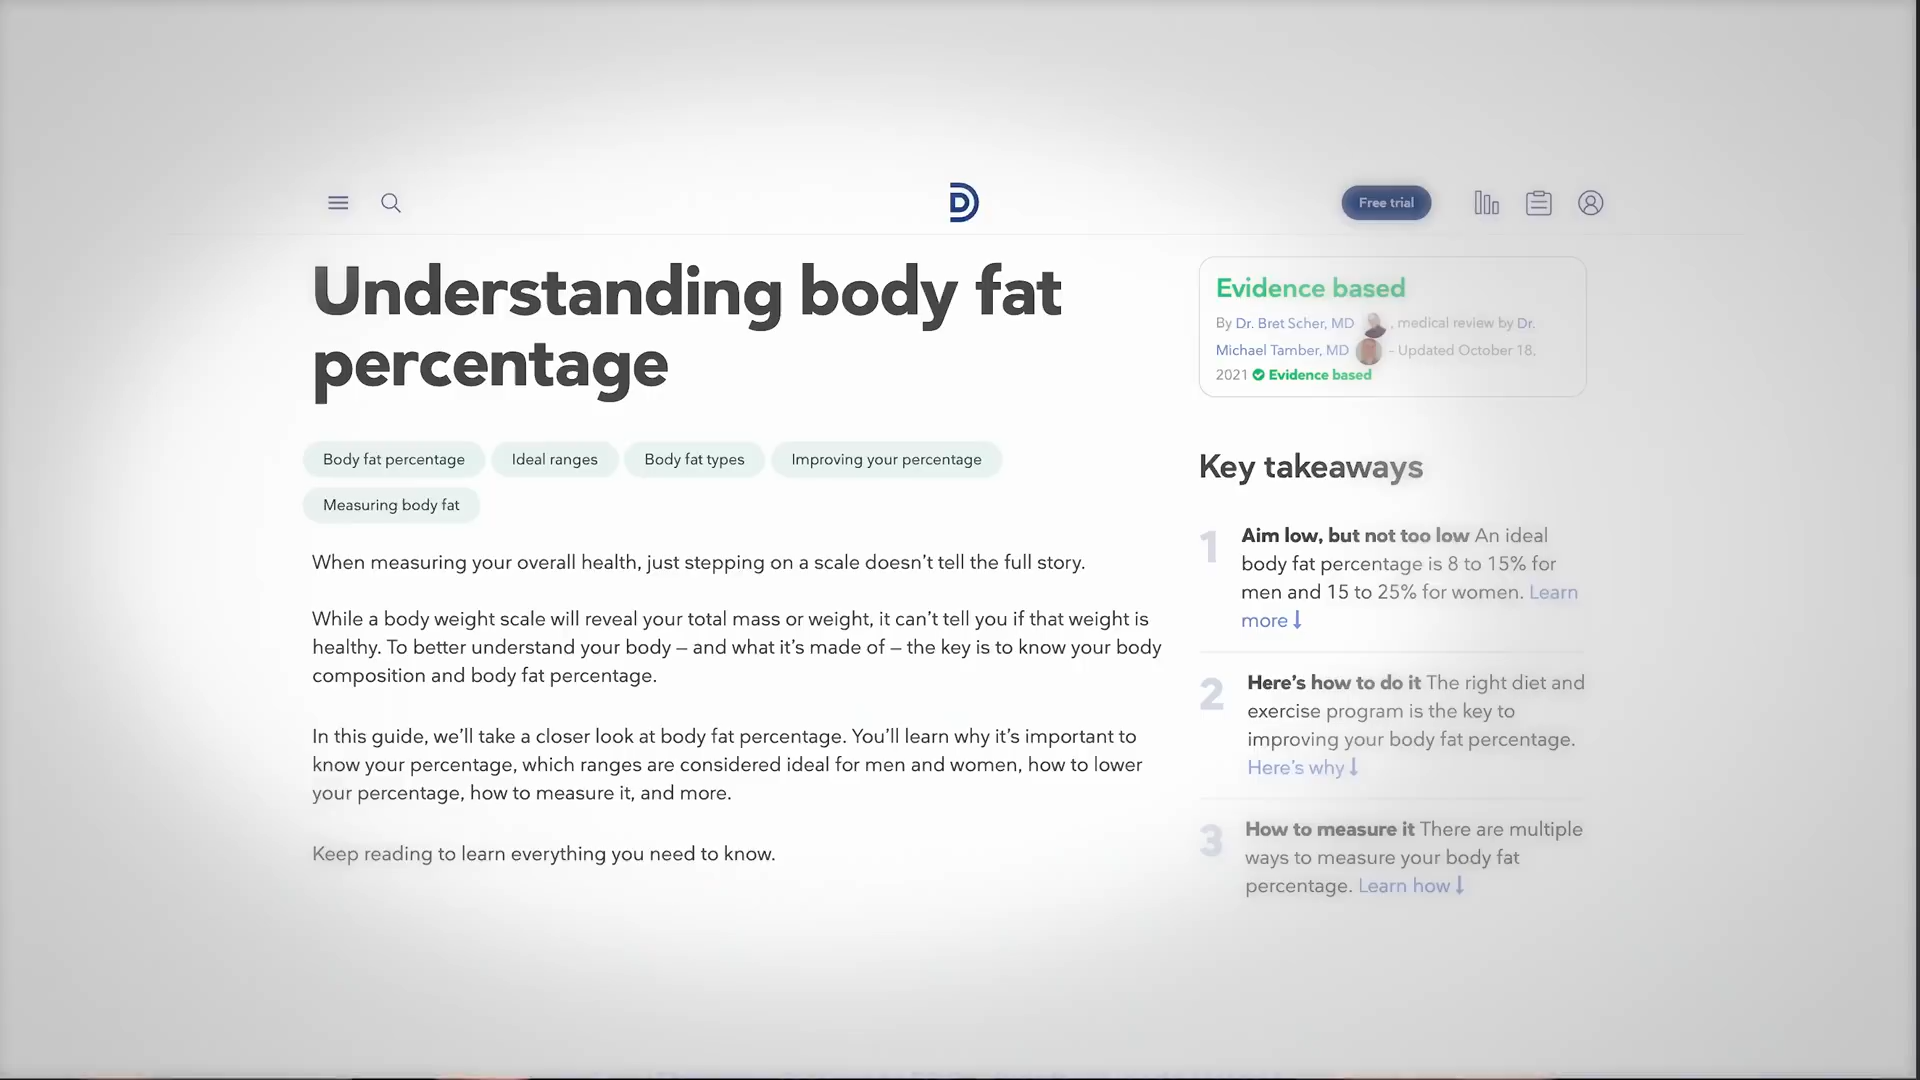 D
Free trial
Understanding body fat
percentage
Body fat percentage
Ideal ranges
Body fat types
Improving your percentage
Measuring body fat
When measuring your overall health, just stepping on a scale doesn’t tell the full story.
While a body weight scale will reveal your total mass or weight, it can’t tell you if that weight is
healthy. To better understand your body – and what it’s made of – the key is to know your body
composition and body fat percentage.
In this guide, we’ll take a closer look at body fat percentage. You’ll learn why it’s important to
know your percentage, which ranges are considered ideal for men and women, how to lower
your percentage, how to measure it, and more.
Keep reading to learn everything you need to know.
Evidence based
By Dr. Bret Scher, MD , medical review by Dr.
Michael Tamber, MD – Updated October 18,
2021 Evidence based
Key takeaways
1 Aim low, but not too low An ideal
body fat percentage is 8 to 15% for
men and 15 to 25% for women. Learn
more ↓
2 Here’s how to do it The right diet and
exercise program is the key to
improving your body fat percentage.
Here’s why ↓
3 How to measure it There are multiple
ways to measure your body fat
percentage. Learn how ↓